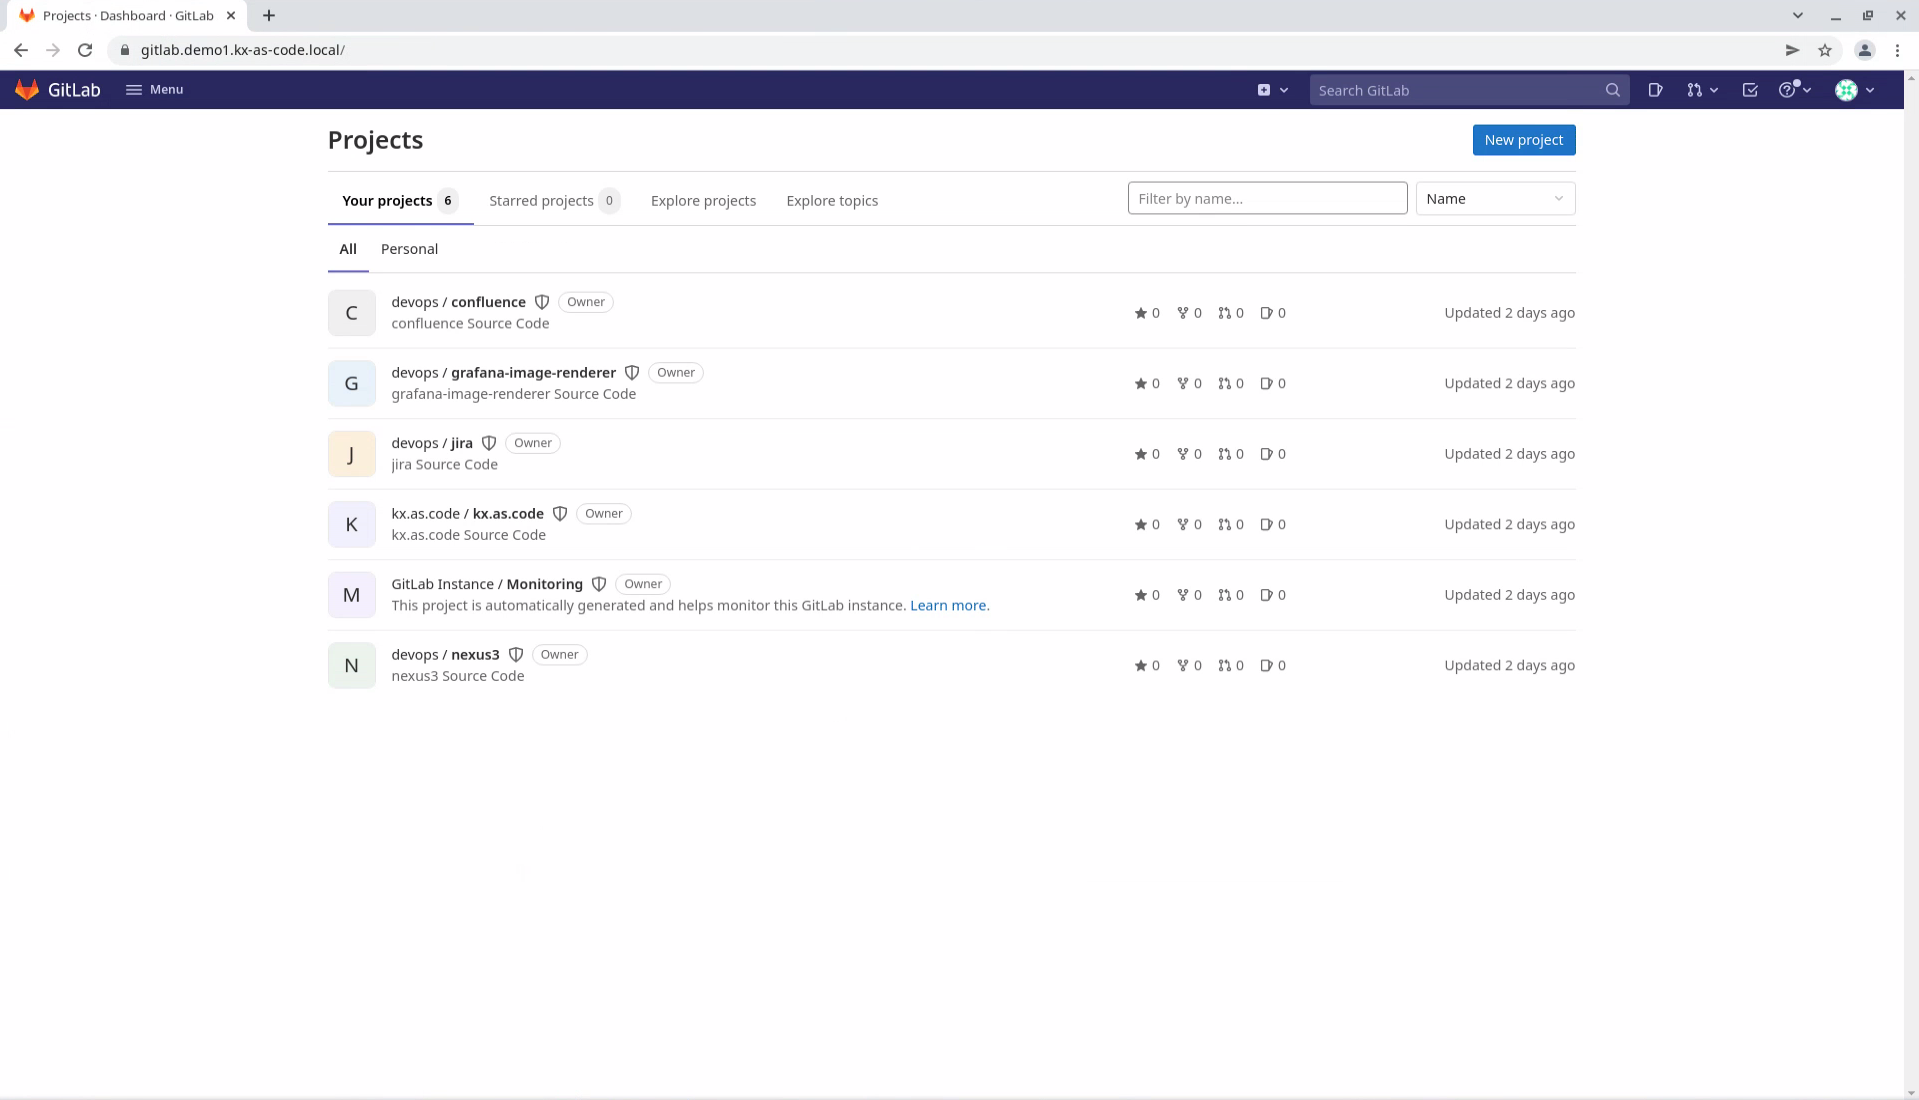 Projects · Dashboard · GitLab
gitlab.demo1.kx-as-code.local/
GitLab Menu Search GitLab
Projects New project
Your projects 6 Starred projects 0 Explore projects Explore topics Filter by name... Name
All Personal
C devops / confluence Owner 0 0 0 0 Updated 2 days ago
confluence Source Code
G devops / grafana-image-renderer Owner 0 0 0 0 Updated 2 days ago
grafana-image-renderer Source Code
J devops / jira Owner 0 0 0 0 Updated 2 days ago
jira Source Code
K kx.as.code / kx.as.code Owner 0 0 0 0 Updated 2 days ago
kx.as.code Source Code
M GitLab Instance / Monitoring Owner 0 0 0 0 Updated 2 days ago
This project is automatically generated and helps monitor this GitLab instance. Learn more.
N devops / nexus3 Owner 0 0 0 0 Updated 2 days ago
nexus3 Source Code